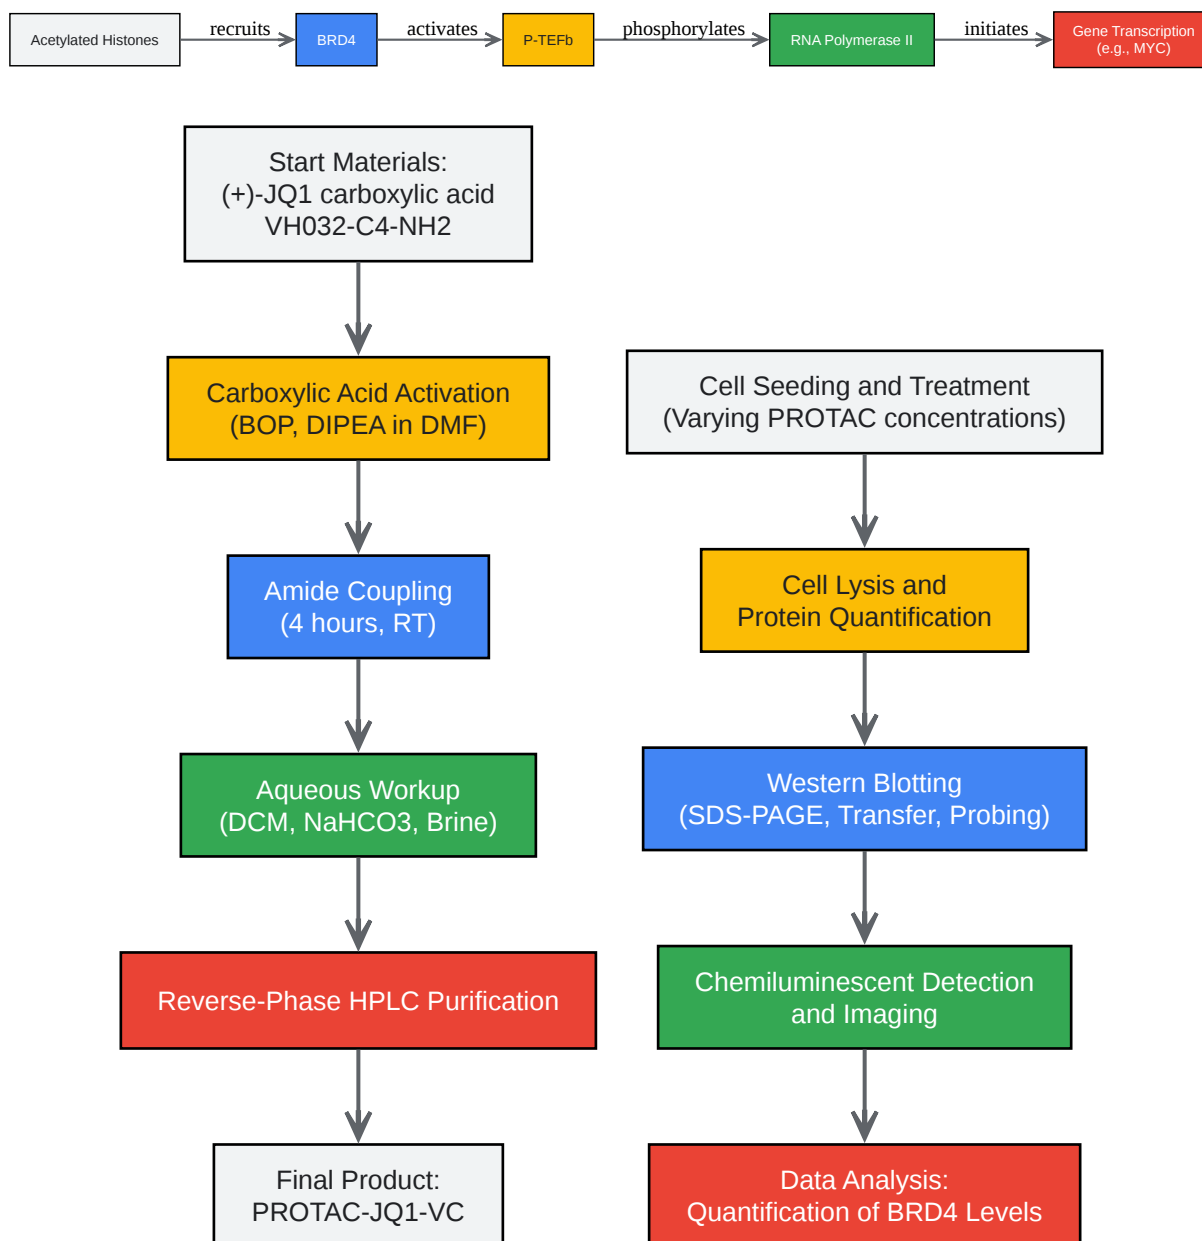 Acetylated Histones
recruits
BRD4
activates
P-TEFb
phosphorylates
RNA Polymerase II
initiates
Gene Transcription
(e.g., MYC)
Start Materials:
(+)-JQ1 carboxylic acid
VH032-C4-NH2
Carboxylic Acid Activation
(BOP, DIPEA in DMF)
Amide Coupling
(4 hours, RT)
Aqueous Workup
(DCM, NaHCO3, Brine)
Reverse-Phase HPLC Purification
Final Product:
PROTAC-JQ1-VC
Cell Seeding and Treatment
(Varying PROTAC concentrations)
Cell Lysis and
Protein Quantification
Western Blotting
(SDS-PAGE, Transfer, Probing)
Chemiluminescent Detection
and Imaging
Data Analysis:
Quantification of BRD4 Levels